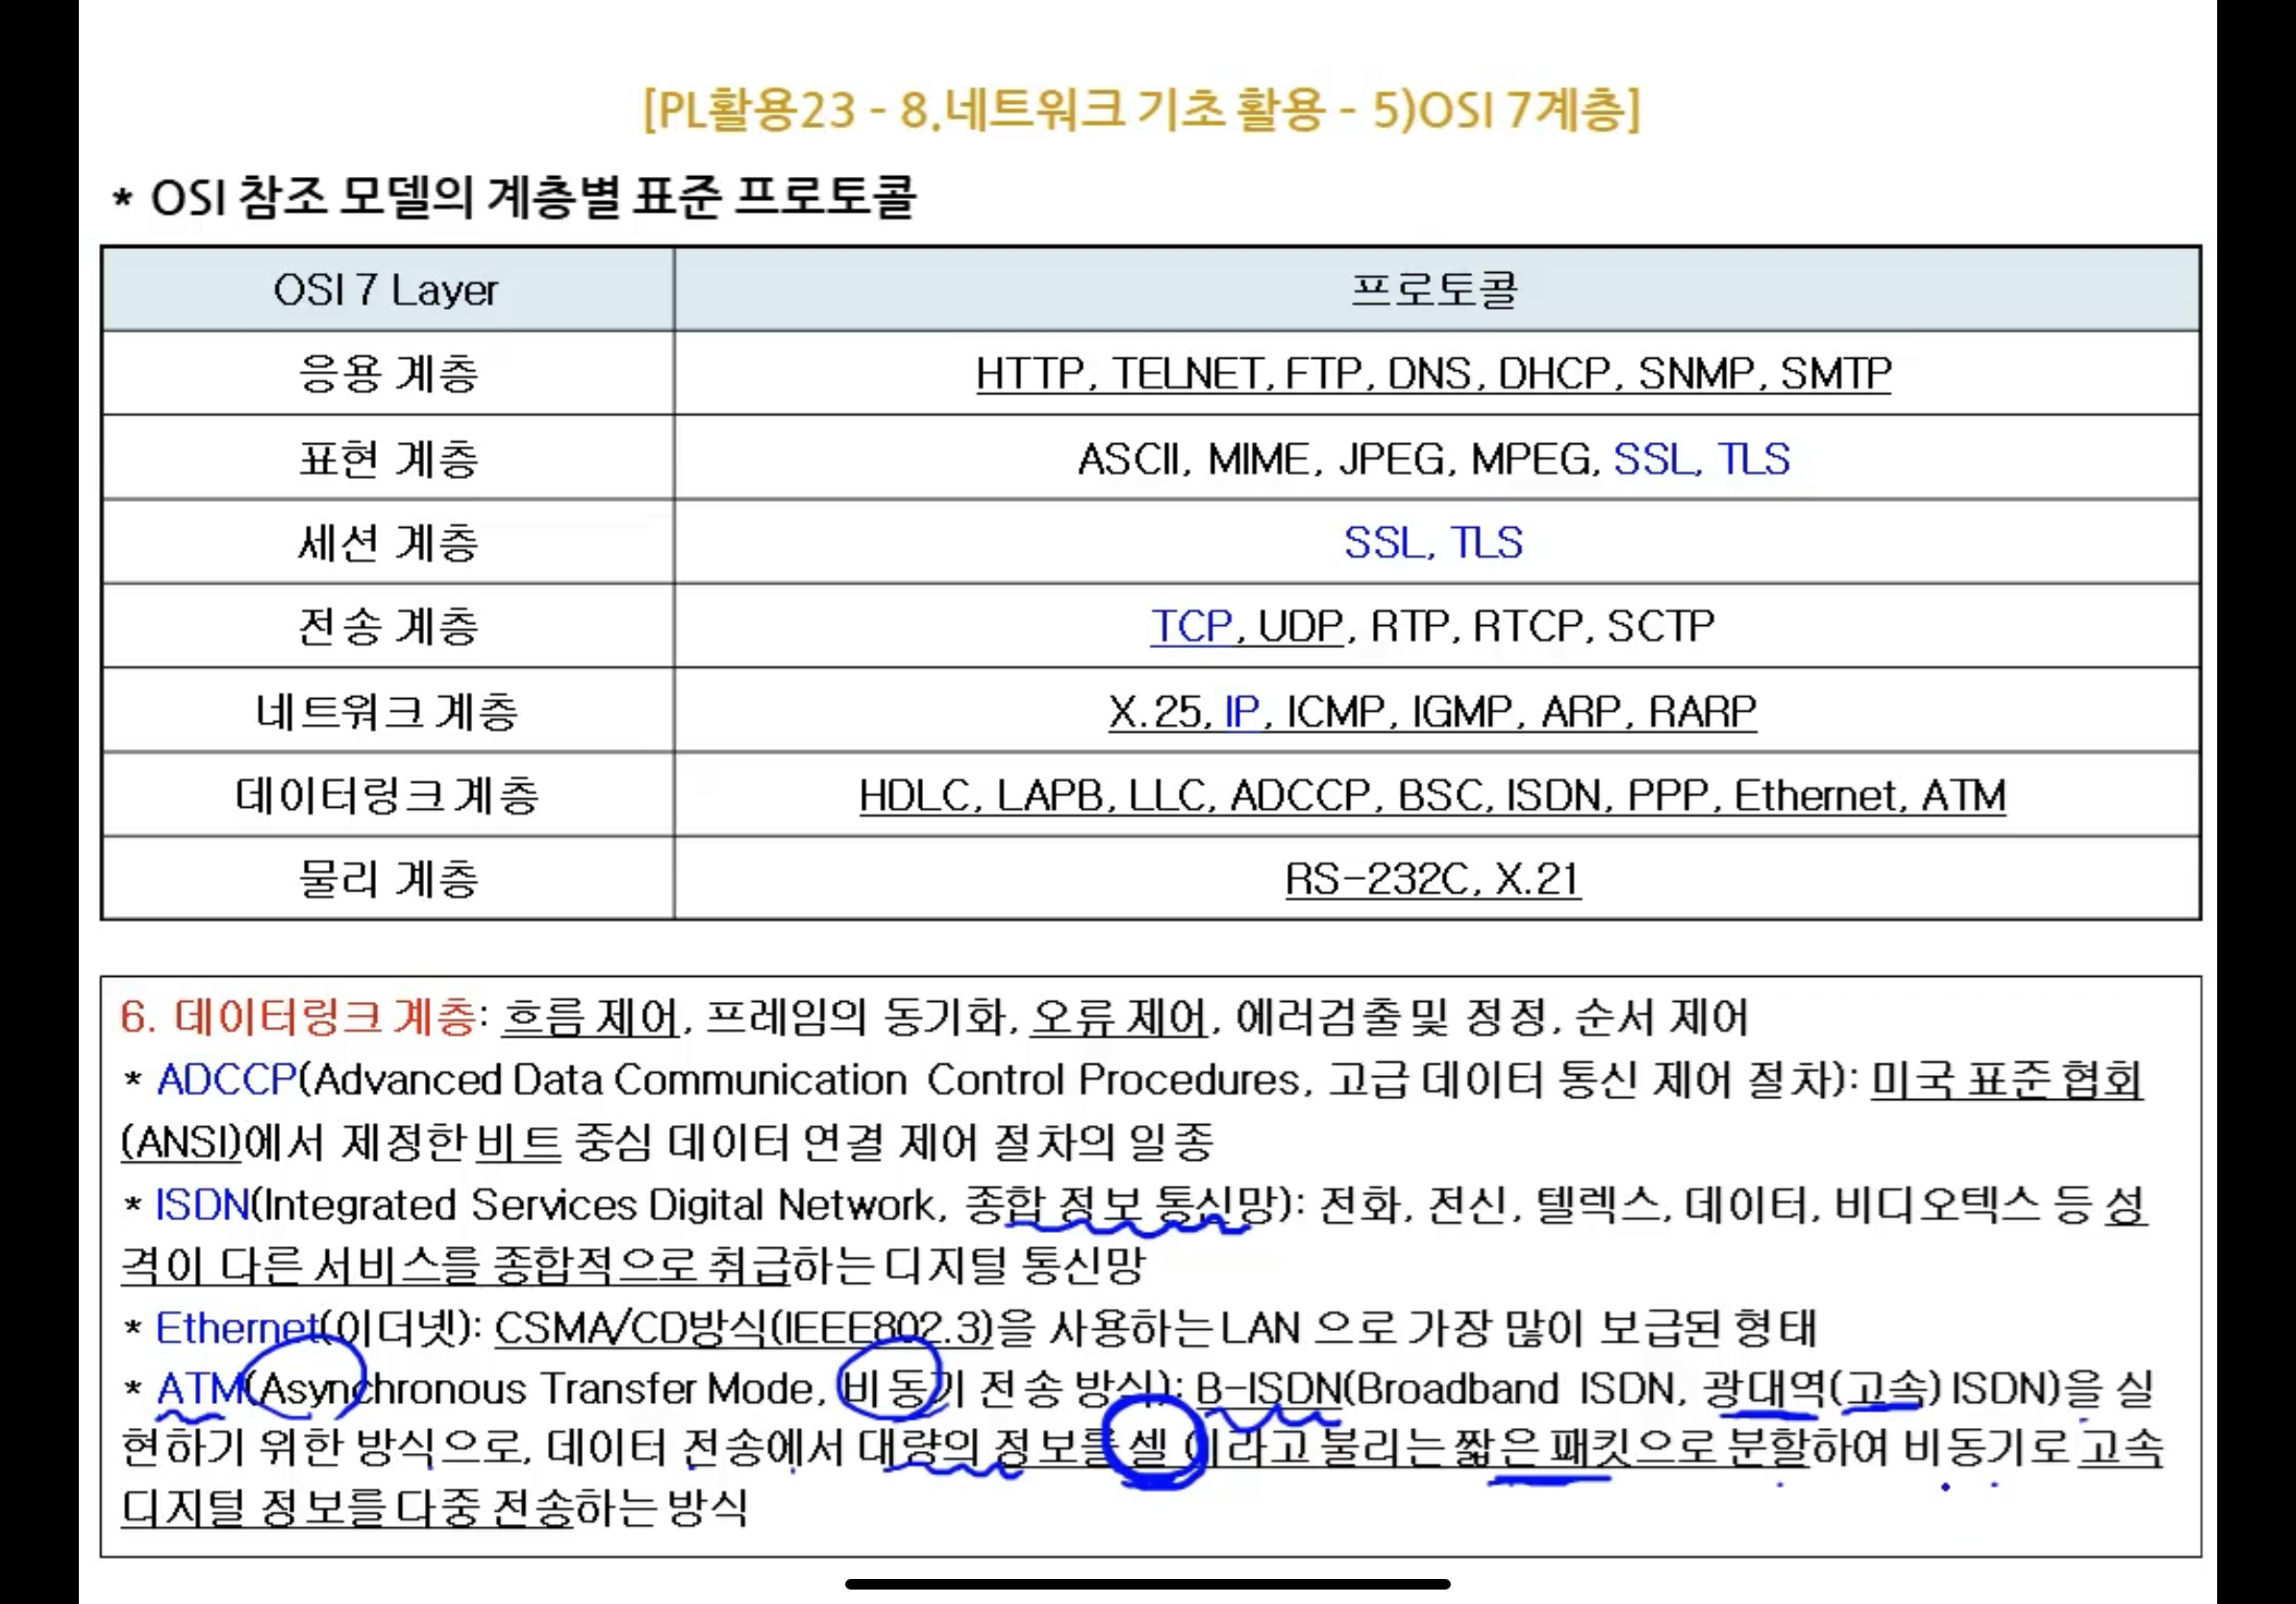 [PL활용23 - 8.네트워크 기초 활용 - 5)OSI 7계층]
* OSI 참조 모델의 계층별 표준 프로토콜
OSI 7 Layer 프로토콜
응용 계층 HTTP, TELNET, FTP, DNS, DHCP, SNMP, SMTP
표현 계층 ASCII, MIME, JPEG, MPEG, SSL, TLS
세션 계층 SSL, TLS
전송 계층 TCP, UDP, RTP, RTCP, SCTP
네트워크 계층 X.25, IP, ICMP, IGMP, ARP, RARP
데이터링크 계층 HDLC, LAPB, LLC, ADCCP, BSC, ISDN, PPP, Ethernet, ATM
물리 계층 RS-232C, X.21
6. 데이터링크 계층: 흐름 제어, 프레임의 동기화, 오류 제어, 에러검출 및 정정, 순서 제어
* ADCCP(Advanced Data Communication Control Procedures, 고급 데이터 통신 제어 절차): 미국 표준 협회
(ANSI)에서 제정한 비트 중심 데이터 연결 제어 절차의 일종
* ISDN(Integrated Services Digital Network, 종합 정보 통신망): 전화, 전신, 텔렉스, 데이터, 비디오텍스 등 성
격이 다른 서비스를 종합적으로 취급하는 디지털 통신망
* Ethernet(이더넷): CSMA/CD방식(IEEE802.3)을 사용하는 LAN 으로 가장 많이 보급된 형태
* ATM(Asynchronous Transfer Mode, 비동기 전송 방식): B-ISDN(Broadband ISDN, 광대역(고속) ISDN)을 실
현하기 위한 방식으로, 데이터 전송에서 대량의 정보를 셀 이라고 불리는 짧은 패킷으로 분할하여 비동기로 고속
디지털 정보를 다중 전송하는 방식